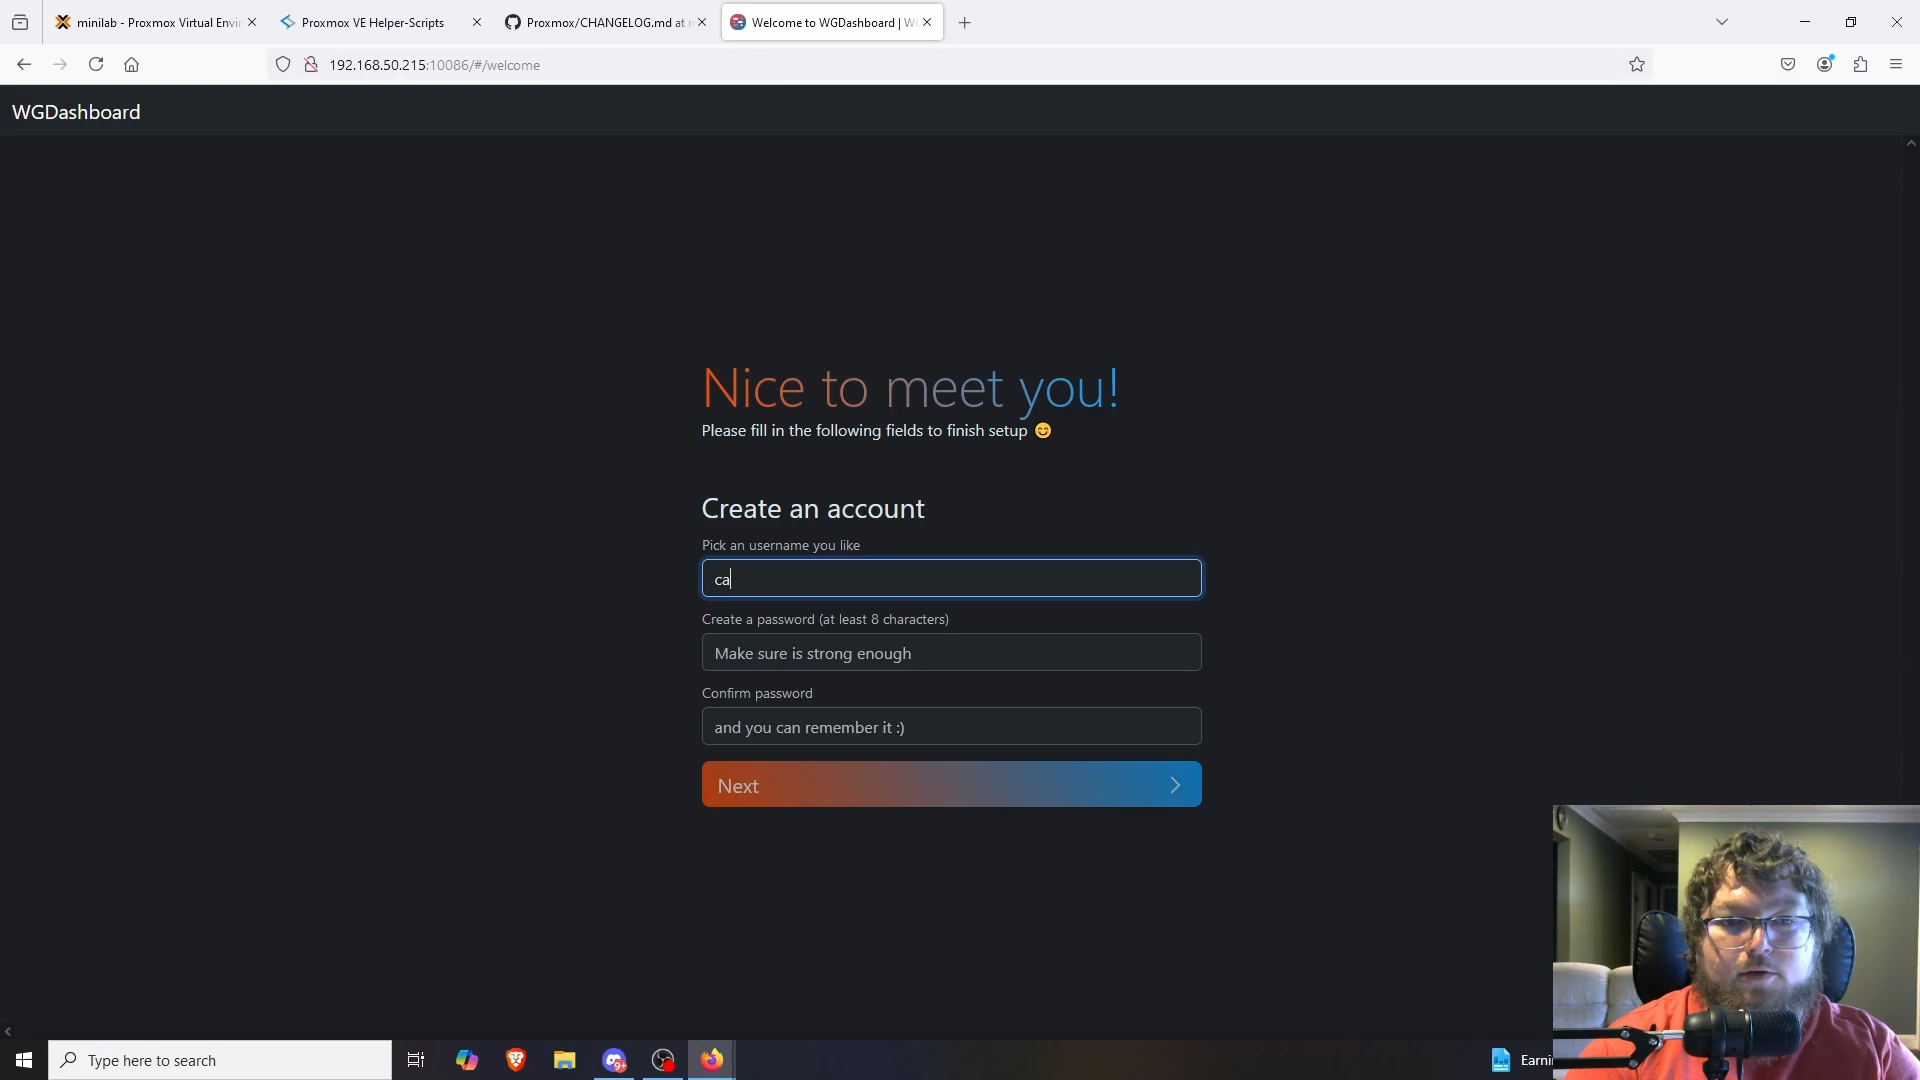 minilab - Proxmox Virtual Envir
Proxmox VE Helper-Scripts
Proxmox/CHANGELOG.md at
Welcome to WGDashboard | W
192.168.50.215:10086/#/welcome
WGDashboard
Nice to meet you!
Please fill in the following fields to finish setup 😊
Create an account
Pick an username you like
ca
Create a password (at least 8 characters)
Make sure is strong enough
Confirm password
and you can remember it :)
Next
Type here to search
9+
Earni